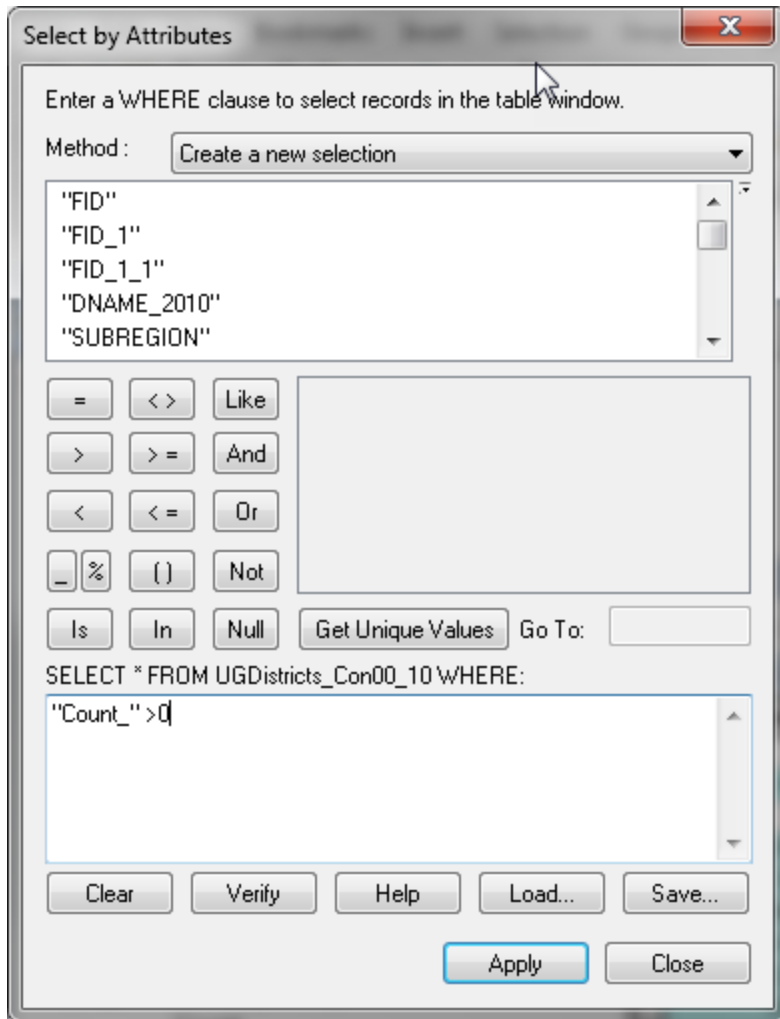 Select by Attributes
Enter a WHERE clause to select records in the table window.
Method : Create a new selection
"FID"
"FID_1"
"FID_1_1"
"DNAME_2010"
"SUBREGION"
= < > Like
> > = And
< < = Or
_ % () Not
Is In Null Get Unique Values Go To:
SELECT * FROM UGDistricts_Con00_10 WHERE:
"Count_" >0
Clear Verify Help Load... Save...
Apply Close